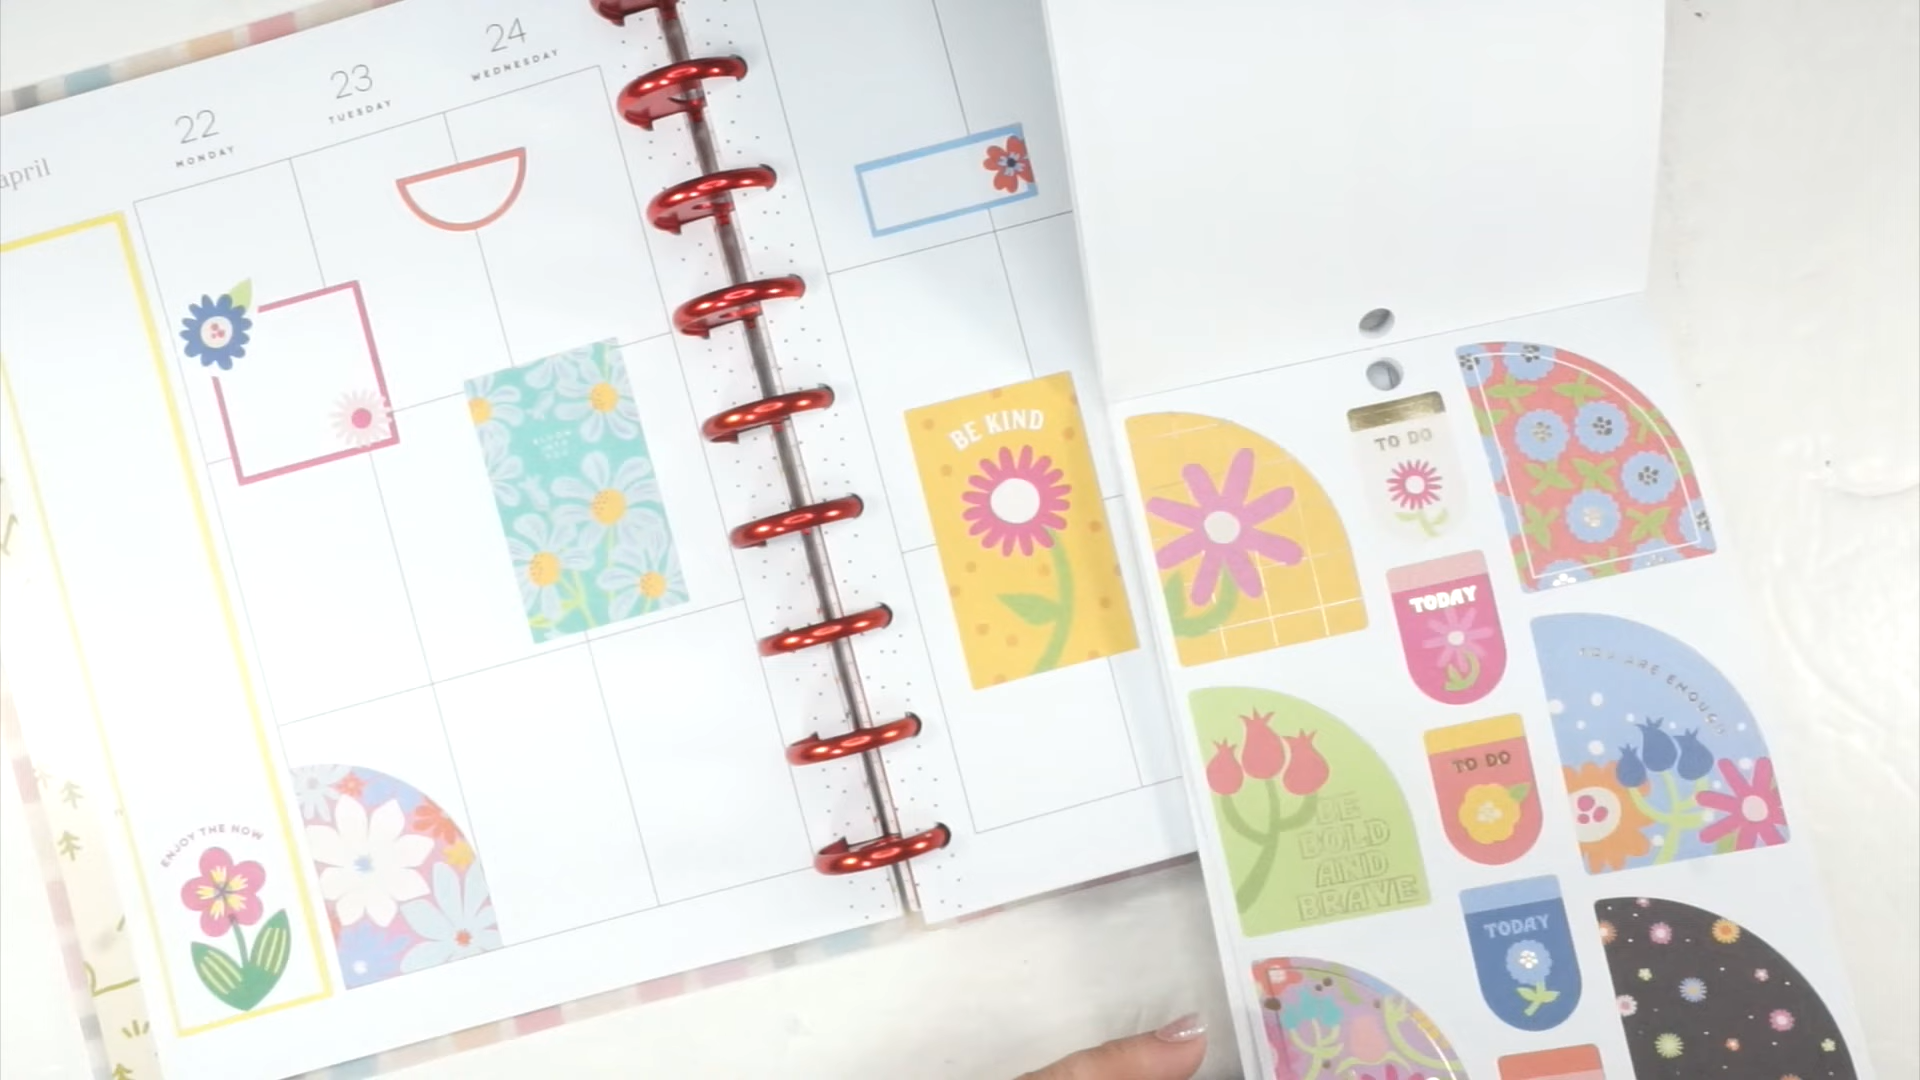 april
22
MONDAY
23
TUESDAY
24
WEDNESDAY
ENJOY THE NOW
BE KIND
TO DO
TODAY
TO DO
TODAY
BE
BOLD
AND
BRAVE
YOU ARE ENOUGH